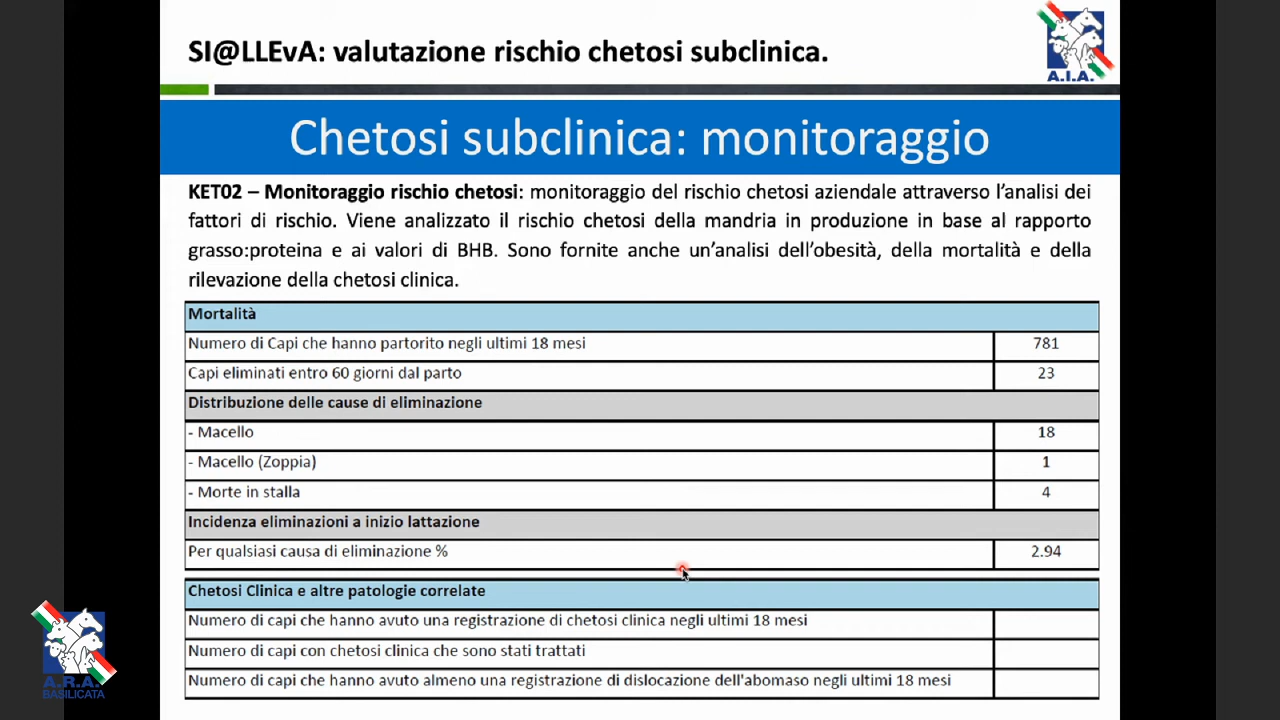 SI@LLEvA: valutazione rischio chetosi subclinica.
A.I.A.
Chetosi subclinica: monitoraggio
KET02 – Monitoraggio rischio chetosi: monitoraggio del rischio chetosi aziendale attraverso l'analisi dei
fattori di rischio. Viene analizzato il rischio chetosi della mandria in produzione in base al rapporto
grasso:proteina e ai valori di BHB. Sono fornite anche un'analisi dell'obesità, della mortalità e della
rilevazione della chetosi clinica.
Mortalità
Numero di Capi che hanno partorito negli ultimi 18 mesi 781
Capi eliminati entro 60 giorni dal parto 23
Distribuzione delle cause di eliminazione
- Macello 18
- Macello (Zoppia) 1
- Morte in stalla 4
Incidenza eliminazioni a inizio lattazione
Per qualsiasi causa di eliminazione % 2.94
Chetosi Clinica e altre patologie correlate
Numero di capi che hanno avuto una registrazione di chetosi clinica negli ultimi 18 mesi
Numero di capi con chetosi clinica che sono stati trattati
Numero di capi che hanno avuto almeno una registrazione di dislocazione dell'abomaso negli ultimi 18 mesi
A.R.A.
BASILICATA